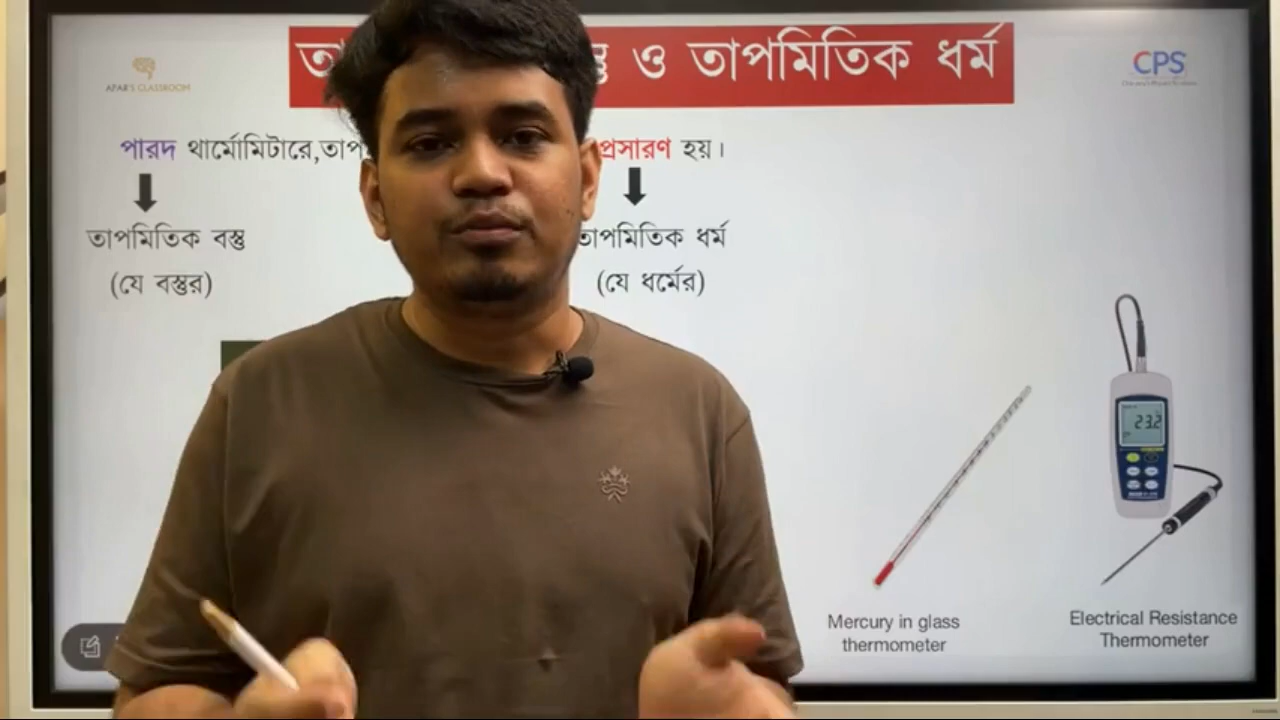 ও তাপমিতিক ধর্ম
APAR'S CLASSROOM
CPS
পারদ থার্মোমিটারে, প্রসারণ হয়।
তাপমিতিক বস্তু
তাপমিতিক ধর্ম
(যে বস্তুর)
(যে ধর্মের)
23.2
Mercury in glass
thermometer
Electrical Resistance
Thermometer